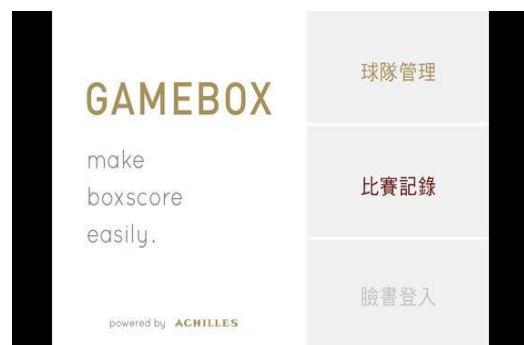 GAMEBOX
make
boxscore
easily.
powered by ACHILLES
球隊管理
比賽記錄
臉書登入